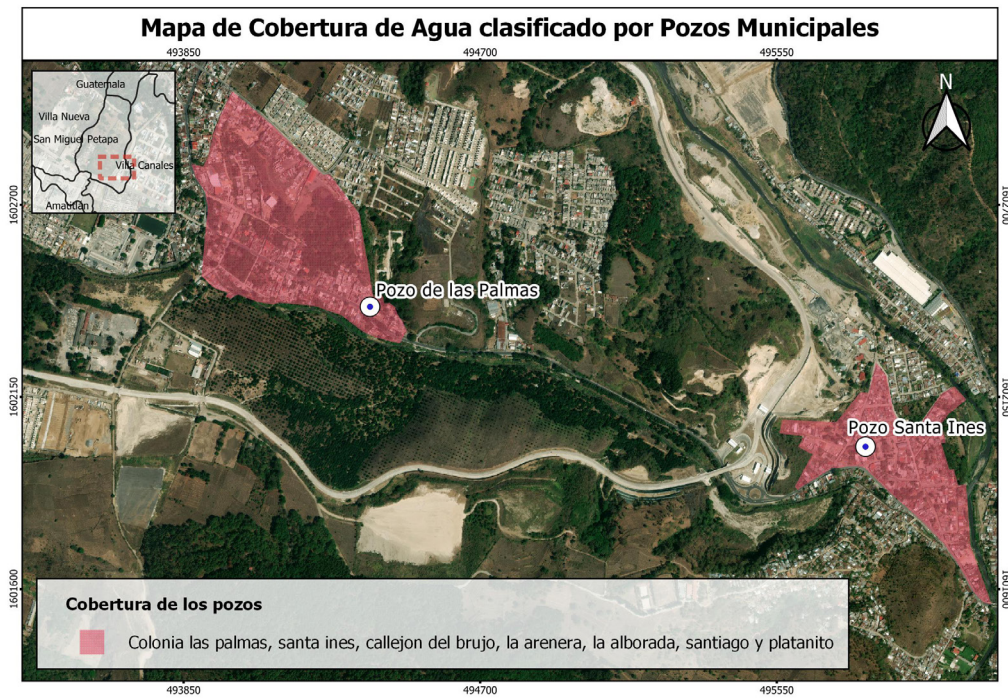 Mapa de Cobertura de Agua clasificado por Pozos Municipales
493850 494700 495550
Guatemala
Villa Nueva
San Miguel Petapa
Villa Canales
Amatitlán
N
1602700
1602700
Pozo de las Palmas
1602150
1602150
Pozo Santa Ines
1601600
1601600
Cobertura de los pozos
Colonia las palmas, santa ines, callejon del brujo, la arenera, la alborada, santiago y platanito
493850 494700 495550